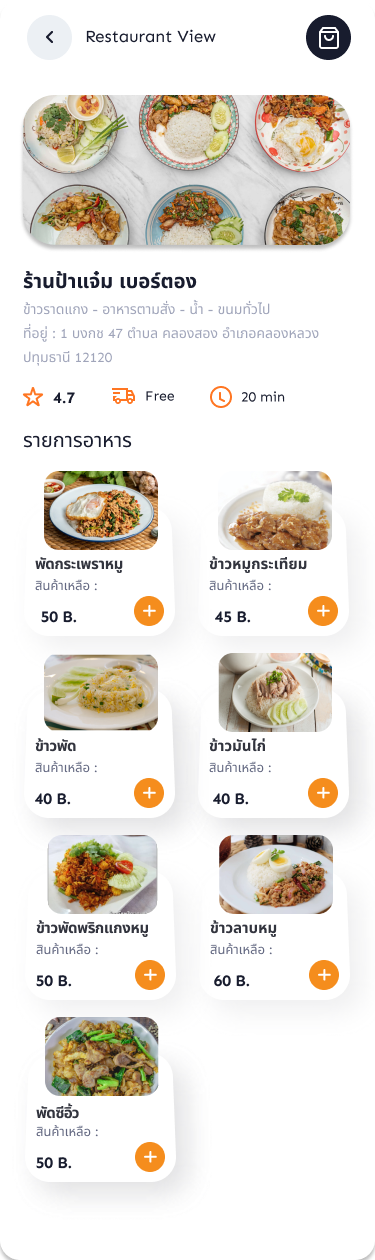 Restaurant View
ร้านป้าแจ๋ม เบอร์ตอง
ข้าวราดแกง - อาหารตามสั่ง - น้ำ - ขนมทั่วไป
ที่อยู่ : 1 บงกช 47 ตำบล คลองสอง อำเภอคลองหลวง
ปทุมธานี 12120
4.7 Free 20 min
รายการอาหาร
พัดกระเพราหมู
สินค้าเหลือ :
50 B.
ข้าวหมูกระเทียม
สินค้าเหลือ :
45 B.
ข้าวพัด
สินค้าเหลือ :
40 B.
ข้าวมันไก่
สินค้าเหลือ :
40 B.
ข้าวพัดพริกแกงหมู
สินค้าเหลือ :
50 B.
ข้าวลาบหมู
สินค้าเหลือ :
60 B.
พัดซีอิ้ว
สินค้าเหลือ :
50 B.